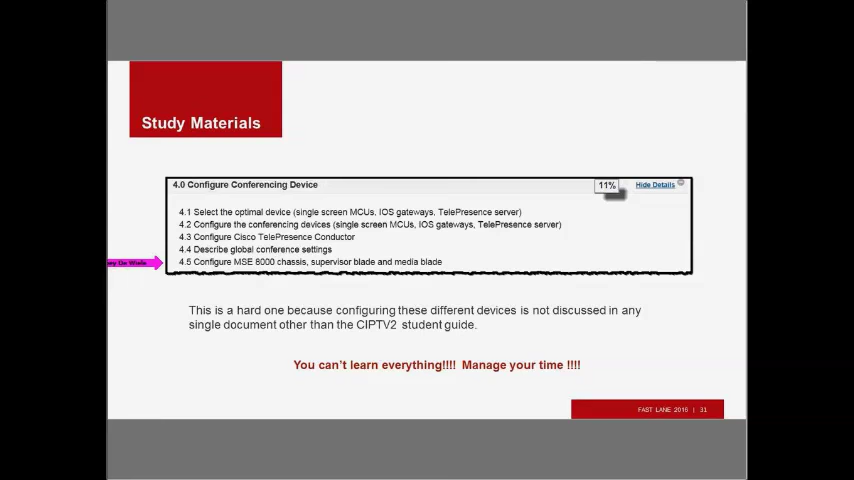 Study Materials
4.0 Configure Conferencing Device 11% Hide Details
4.1 Select the optimal device (single screen MCUs, IOS gateways, TelePresence server)
4.2 Configure the conferencing devices (single screen MCUs, IOS gateways, TelePresence server)
4.3 Configure Cisco TelePresence Conductor
4.4 Describe global conference settings
4.5 Configure MSE 8000 chassis, supervisor blade and media blade
This is a hard one because configuring these different devices is not discussed in any
single document other than the CIPTV2 student guide.
You can't learn everything!!!! Manage your time !!!!
FAST LANE 2016 | 31